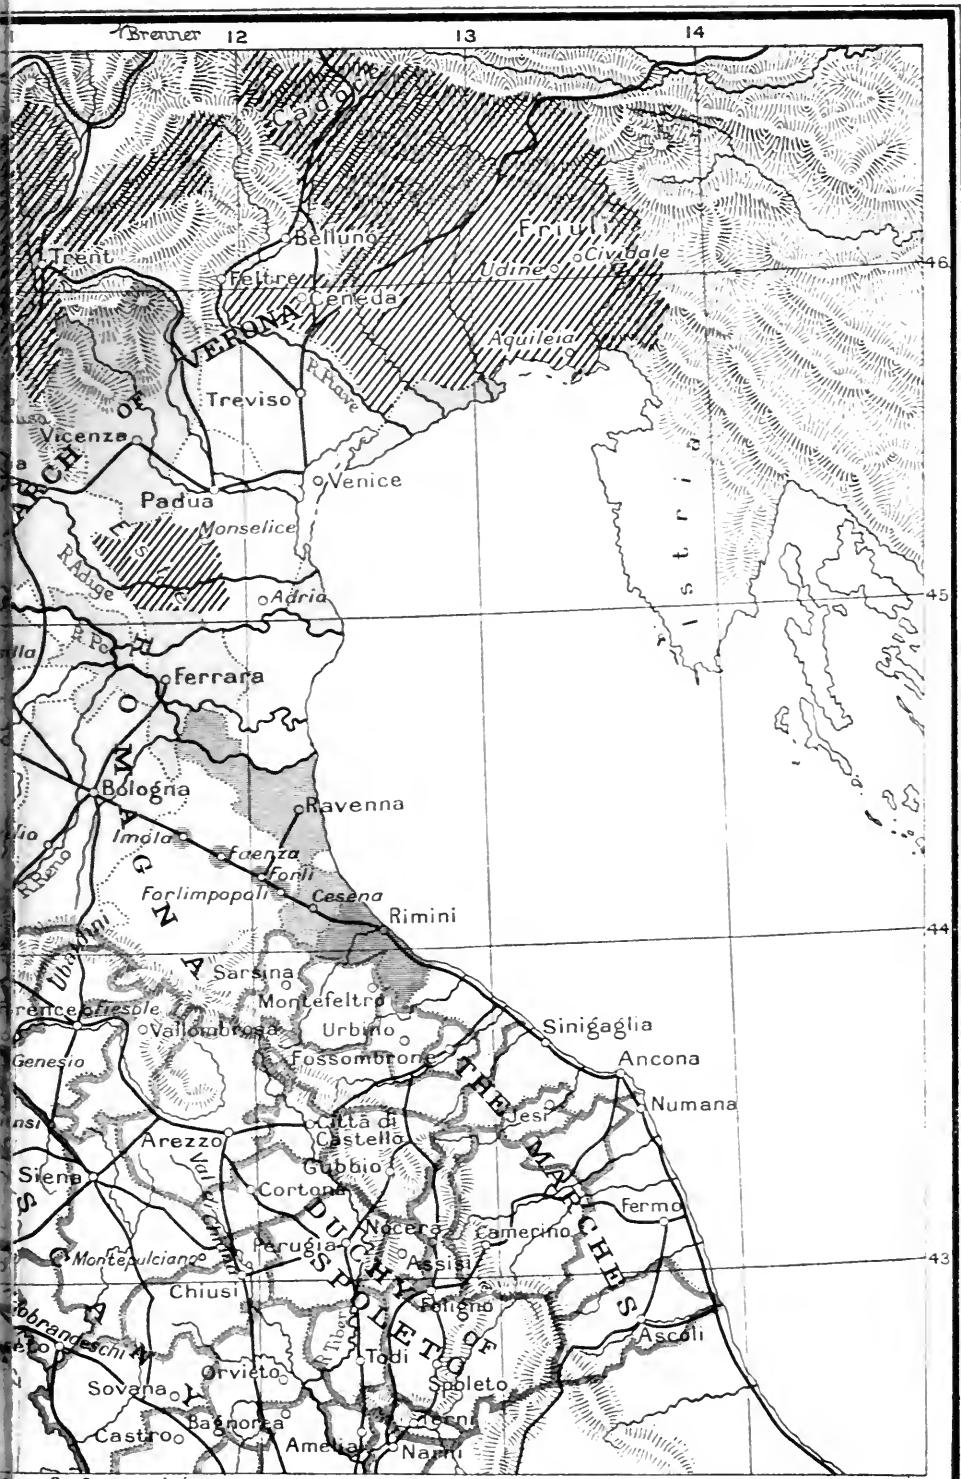 Brenner 12 13 14
Cadore
Friuli
Belluno
Trent
Cividale
Udine
46
Feltre
Ceneda
VERONA
Aquileia
R.Piave
OF
Treviso
Vicenza
ARCH
Venice
Padua
Istria
Monselice
Este
R.Adige
Adria
45
R.Po
Ferrara
ROMAGNA
Bologna
Ravenna
Imola
Faenza
R.Reno
Forlì
Forlimpopoli
Cesena
Rimini
44
Ubaldini
Sarsina
Montefeltro
Fiesole
Vallombrosa
Urbino
Sinigaglia
Genesio
Fossombrone
Ancona
THE MARCHES
Jesi
Numana
Città di
Castello
Arezzo
Gubbio
Siena
Val di Chiana
Cortona
Fermo
Nocera
Camerino
DUCHY OF
SPOLETO
Perugia
Montepulciano
Assisi
43
Chiusi
Foligno
R.Tiber
Ascoli
Todi
Orvieto
Spoleto
Sovana
Bagnorea
Terni
Castro
Amelia
Narni